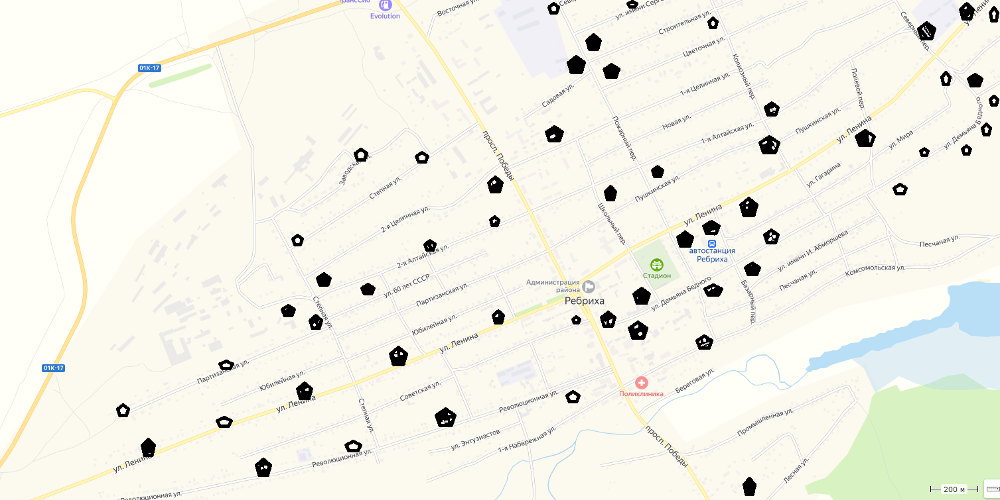 Evolution
Восточная ул.
Строительная ул.
Цветочная ул.
Северный пер.
01К-17
Садовая ул.
1-я Целинная ул.
Колхозный пер.
Полевой пер.
просп. Победы
Пожарный пер.
Новая ул.
1-я Алтайская ул.
Пушкинская ул.
ул. Ленина
ул. Мира
ул. Демьяна Бедного
Степная ул.
Пушкинская ул.
ул. Гагарина
2-я Целинная ул.
Школьный пер.
ул. Ленина
автостанция
Ребриха
Песчаная ул.
2-я Алтайская ул.
ул. имени И. Абморшева
Стадион
Песчаная ул.
Комсомольская ул.
ул. 60 лет СССР
Администрация
района
Ребриха
Партизанская ул.
ул. Демьяна Бедного
Базарный пер.
Степная ул.
Юбилейная ул.
ул. Ленина
01К-17
Партизанская ул.
Юбилейная ул.
Советская ул.
Поликлиника
Береговая ул.
ул. Ленина
Степная ул.
Революционная ул.
ул. Энтузиастов
1-я Набережная ул.
Промышленная ул.
просп. Победы
Революционная ул.
Лесная ул.
200 м
Революционная ул.